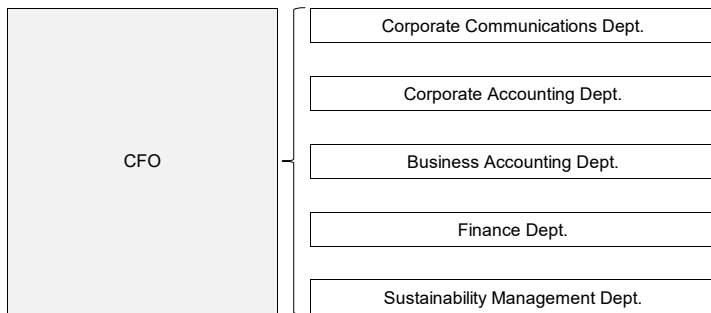 Corporate Communications Dept.
Corporate Accounting Dept.
CFO
Business Accounting Dept.
Finance Dept.
Sustainability Management Dept.